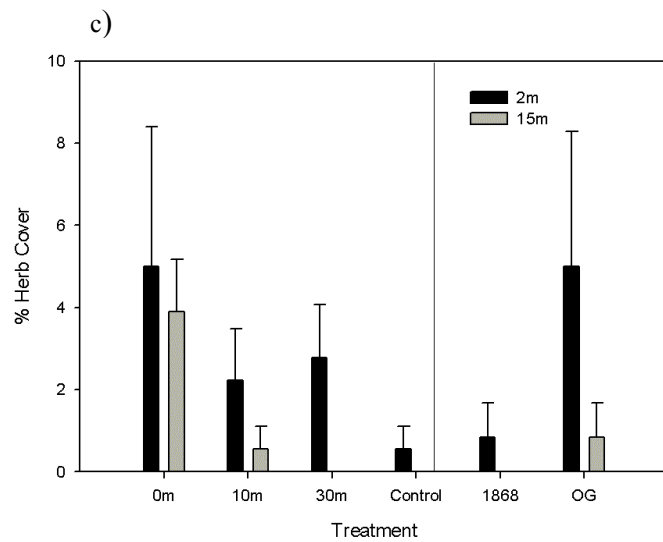 c)
10
8
6
4
2
0
% Herb Cover
2m
15m
0m 10m 30m Control 1868 OG
Treatment